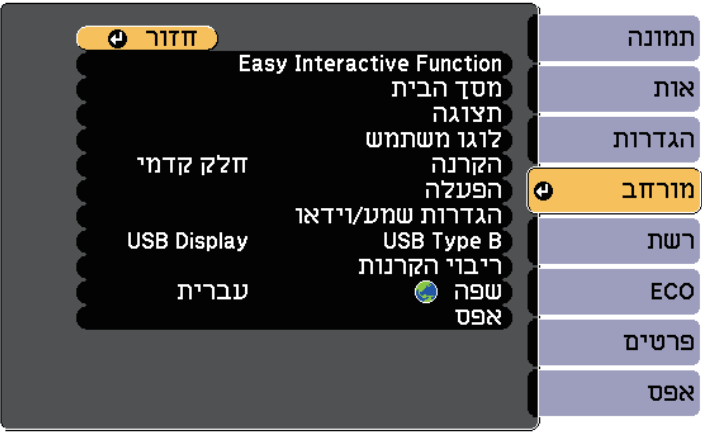 תמונה
אות
הגדרות
מורחב
רשת
ECO
פרטים
אפס
חזור
Easy Interactive Function
מסך הבית
תצוגה
לוגו משתמש
הקרנה חלק קדמי
הפעלה
הגדרות שמע/וידאו
USB Type B USB Display
ריבוי הקרנות
שפה עברית
אפס